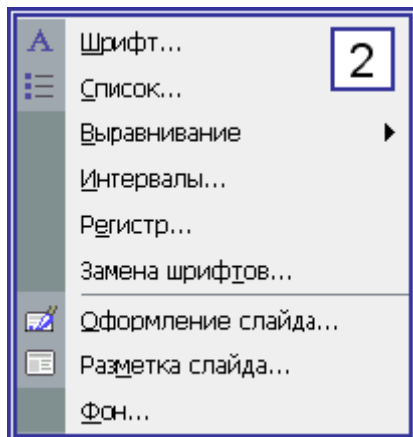 Шрифт...
2
Список...
Выравнивание
Интервалы...
Регистр...
Замена шрифтов...
Оформление слайда...
Разметка слайда...
Фон...